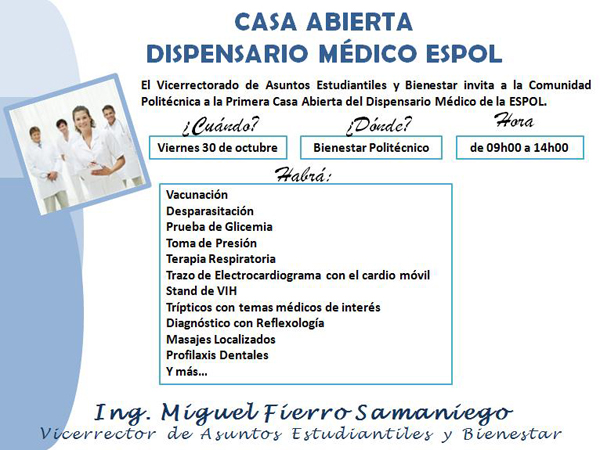 CASA ABIERTA
DISPENSARIO MÉDICO ESPOL
El Vicerrectorado de Asuntos Estudiantiles y Bienestar invita a la Comunidad
Politécnica a la Primera Casa Abierta del Dispensario Médico de la ESPOL.
¿Cuándo? ¿Dónde? Hora
Viernes 30 de octubre Bienestar Politécnico de 09h00 a 14h00
Habrá:
Vacunación
Desparasitación
Prueba de Glicemia
Toma de Presión
Terapia Respiratoria
Trazo de Electrocardiograma con el cardio móvil
Stand de VIH
Trípticos con temas médicos de interés
Diagnóstico con Reflexología
Masajes Localizados
Profilaxis Dentales
Y más...
Ing. Miguel Fierro Samaniego
Vicerrector de Asuntos Estudiantiles y Bienestar